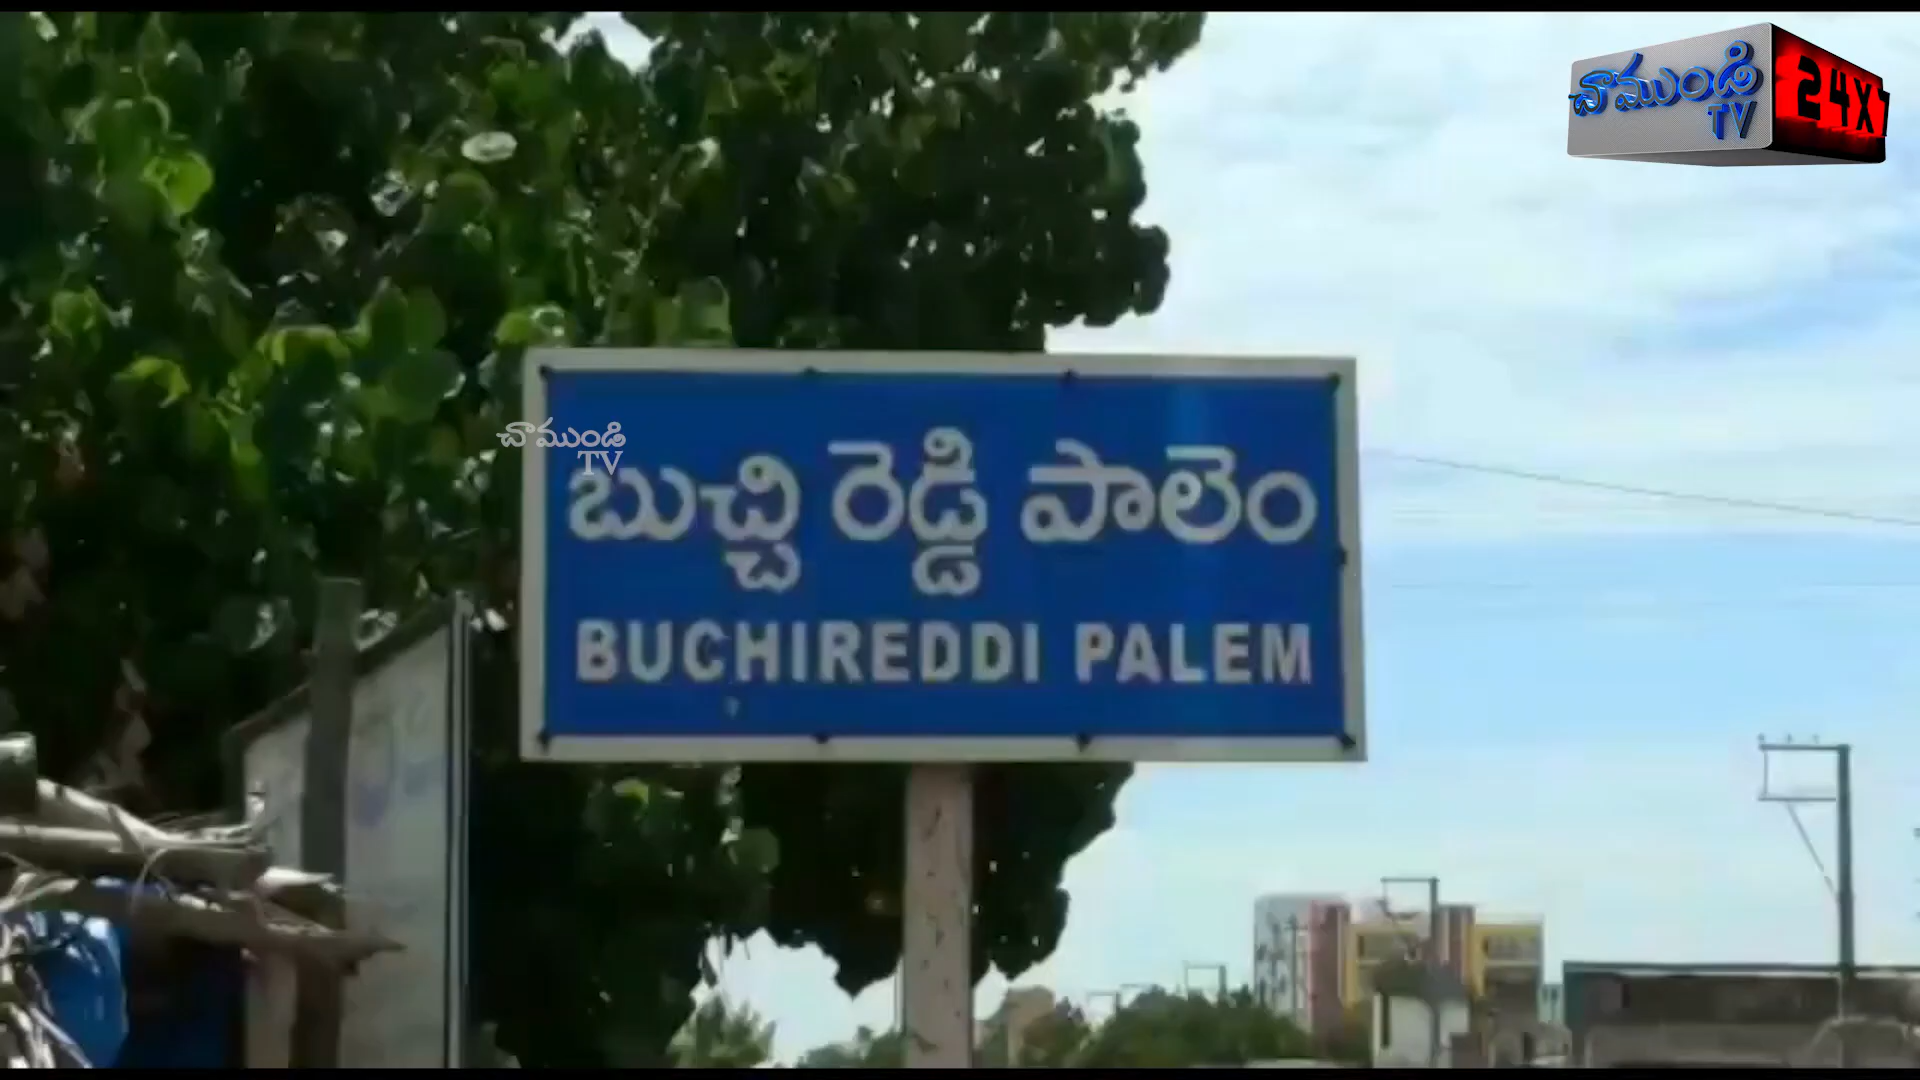 చాముండి
TV
24X7
చాముండి
TV
బుచ్చి రెడ్డి పాలెం
BUCHIREDDI PALEM